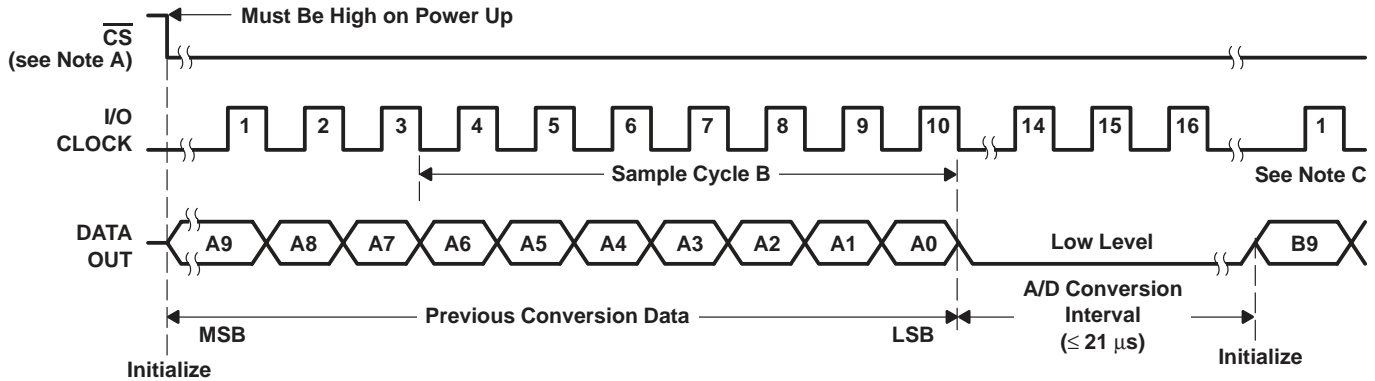 Must Be High on Power Up
CS
(see Note A)
I/O
CLOCK
1 2 3 4 5 6 7 8 9 10 14 15 16 1
Sample Cycle B
See Note C
DATA
OUT
A9 A8 A7 A6 A5 A4 A3 A2 A1 A0 Low Level B9
A/D Conversion
Interval
(≤ 21 μs)
Previous Conversion Data
MSB LSB
Initialize Initialize